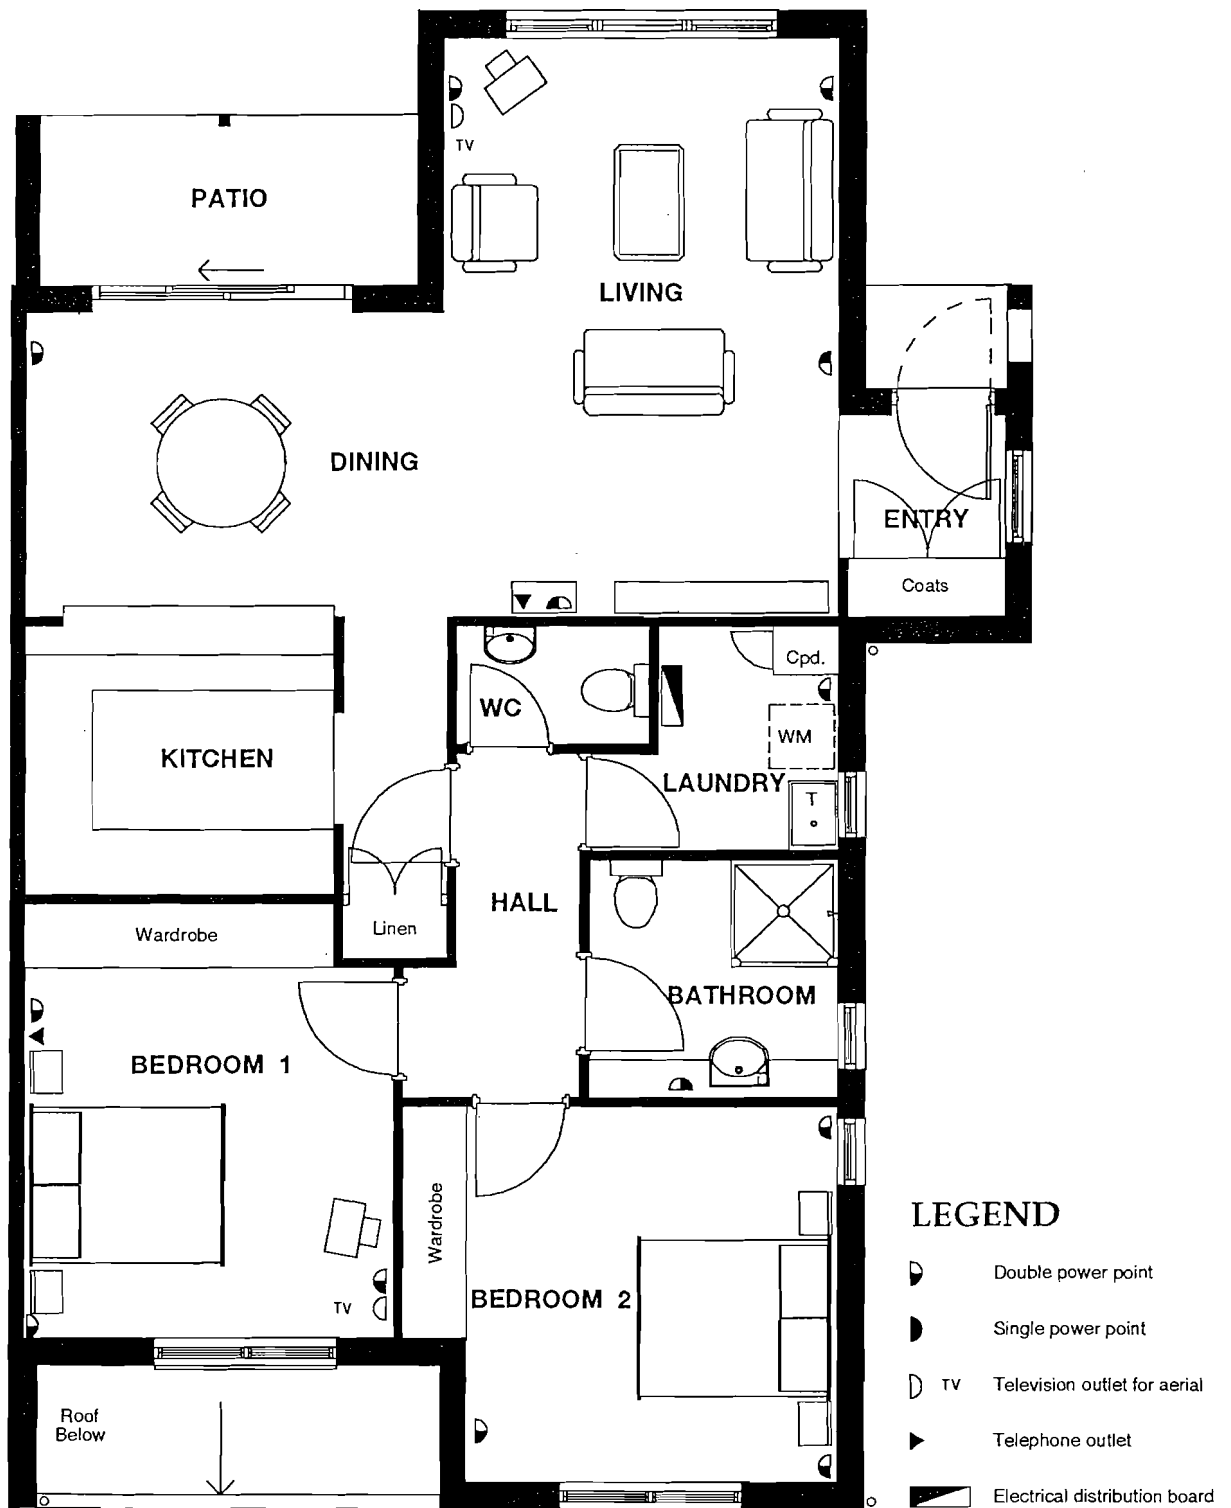 TV
PATIO
LIVING
DINING
ENTRY
Coats
Cpd.
WC
WM
KITCHEN
LAUNDRY
T
HALL
Linen
Wardrobe
BATHROOM
BEDROOM 1
Wardrobe
BEDROOM 2
TV
Roof
Below
LEGEND
Double power point
Single power point
TV Television outlet for aerial
Telephone outlet
Electrical distribution board